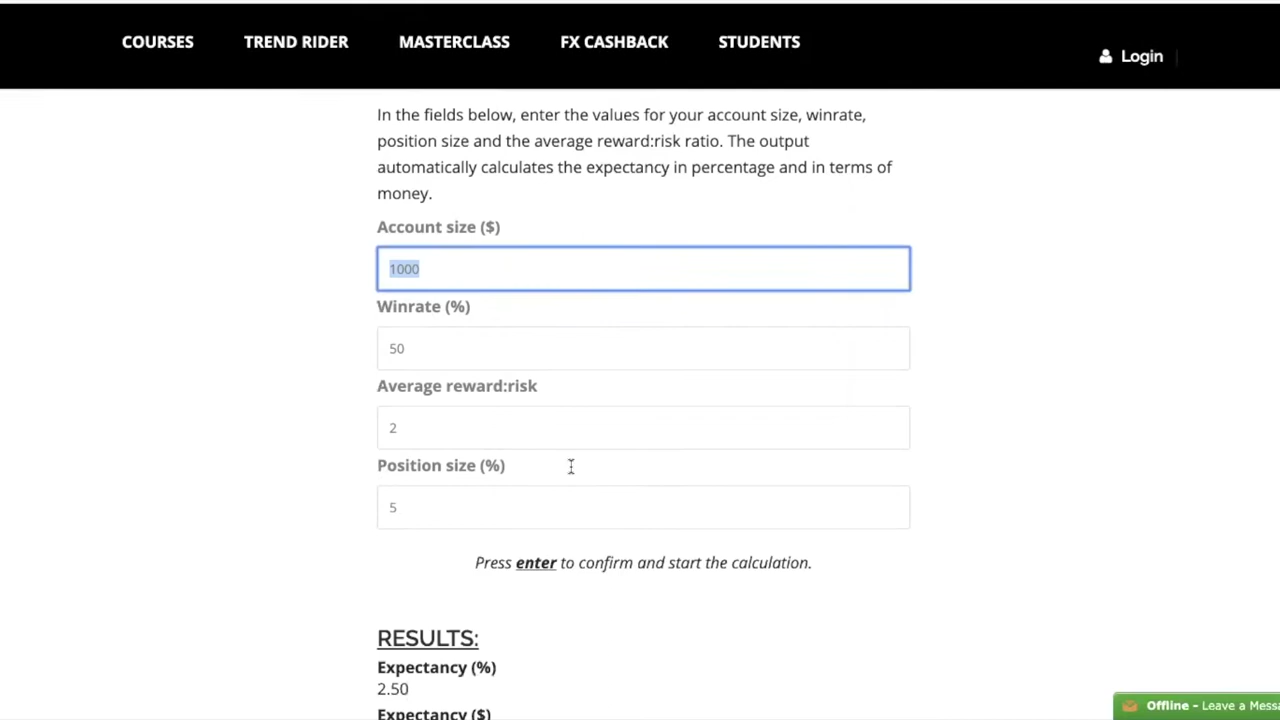 COURSES TREND RIDER MASTERCLASS FX CASHBACK STUDENTS Login
In the fields below, enter the values for your account size, winrate,
position size and the average reward:risk ratio. The output
automatically calculates the expectancy in percentage and in terms of
money.
Account size ($)
1000
Winrate (%)
50
Average reward:risk
2
Position size (%)
5
Press enter to confirm and start the calculation.
RESULTS:
Expectancy (%)
2.50
Expectancy ($)
Offline - Leave a Messa